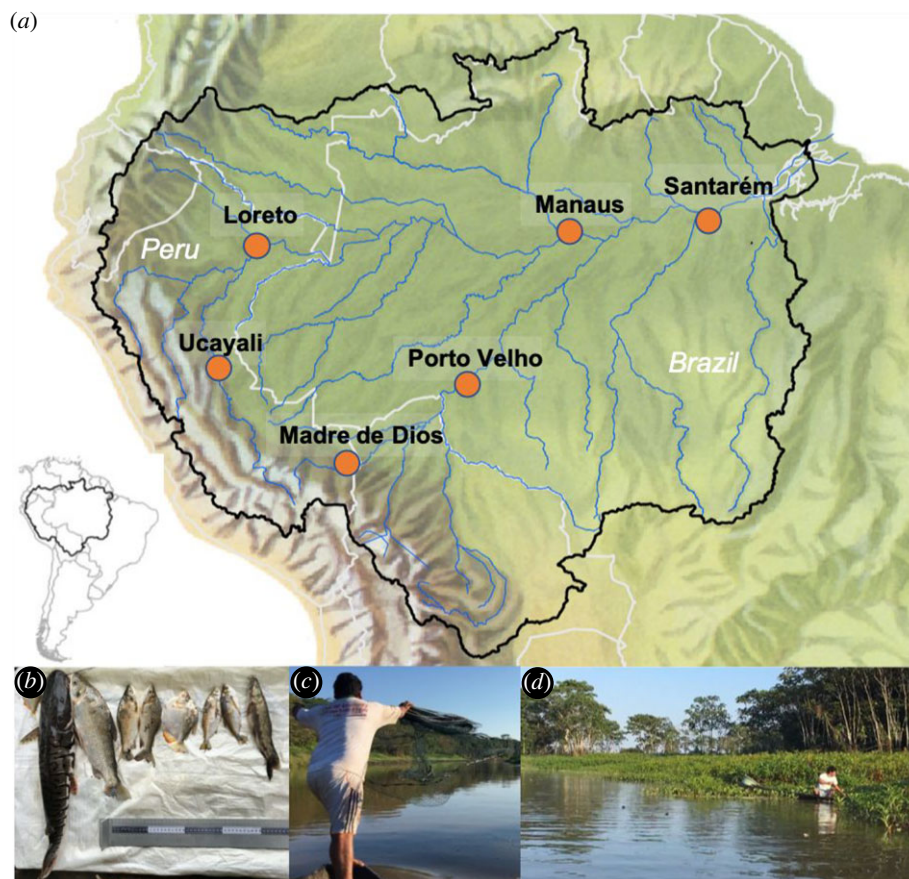 (a)
Santarém
Manaus
Loreto
Peru
Ucayali
Porto Velho
Brazil
Madre de Dios
(b)
(c)
(d)